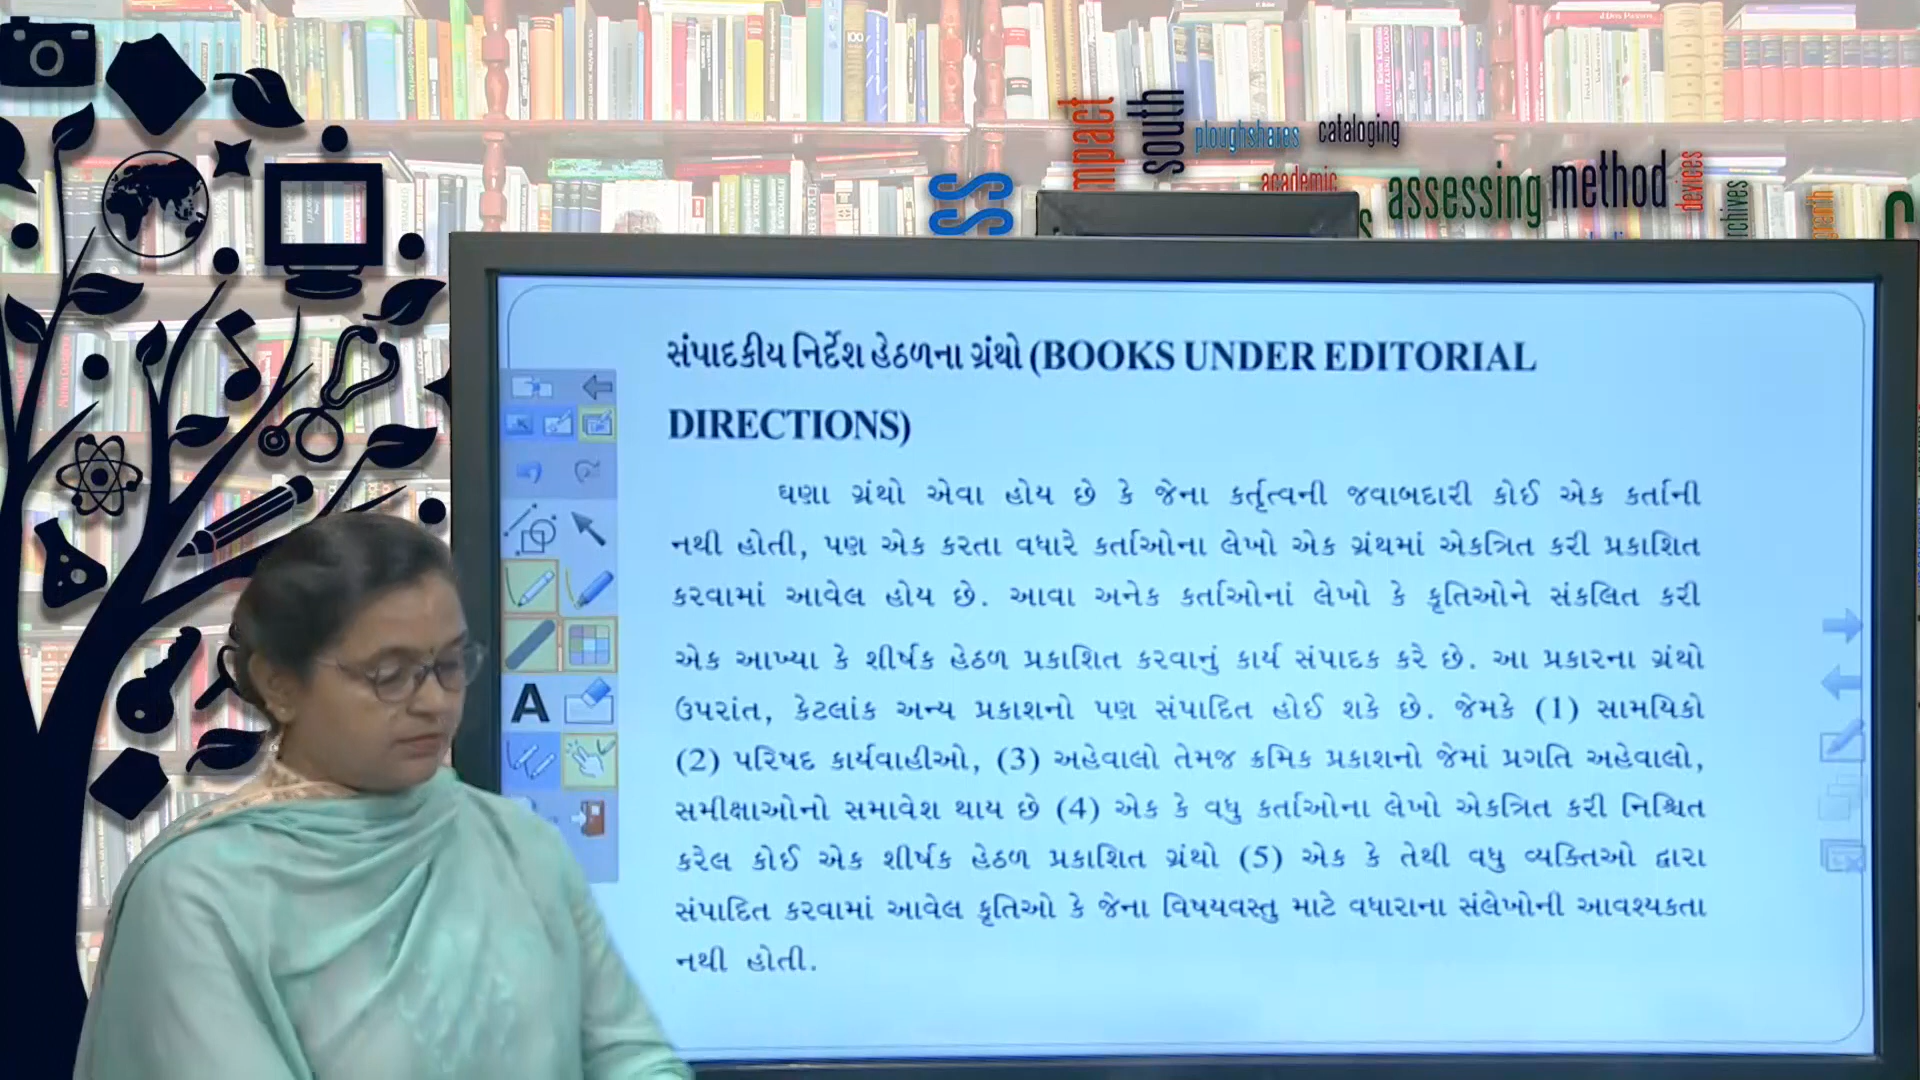 mpact
south
ploughshares
cataloging
academic
assessing
method
devices
ss
સંપાદકીય નિર્દેશ હેઠળના ગ્રંથો (BOOKS UNDER EDITORIAL
DIRECTIONS)
ઘણા ગ્રંથો એવા હોય છે કે જેના કર્તૃત્વની જવાબદારી કોઈ એક કર્તાની
નથી હોતી, પણ એક કરતા વધારે કર્તાઓના લેખો એક ગ્રંથમાં એકત્રિત કરી પ્રકાશિત
કરવામાં આવેલ હોય છે. આવા અનેક કર્તાઓનાં લેખો કે કૃતિઓને સંકલિત કરી
એક આખ્યા કે શીર્ષક હેઠળ પ્રકાશિત કરવાનું કાર્ય સંપાદક કરે છે. આ પ્રકારના ગ્રંથો
ઉપરાંત, કેટલાંક અન્ય પ્રકાશનો પણ સંપાદિત હોઈ શકે છે. જેમકે (1) સામયિકો
(2) પરિષદ કાર્યવાહીઓ, (3) અહેવાલો તેમજ ક્રમિક પ્રકાશનો જેમાં પ્રગતિ અહેવાલો,
સમીક્ષાઓનો સમાવેશ થાય છે (4) એક કે વધુ કર્તાઓના લેખો એકત્રિત કરી નિશ્ચિત
કરેલ કોઈ એક શીર્ષક હેઠળ પ્રકાશિત ગ્રંથો (5) એક કે તેથી વધુ વ્યક્તિઓ દ્વારા
સંપાદિત કરવામાં આવેલ કૃતિઓ કે જેના વિષયવસ્તુ માટે વધારાના સંલેખોની આવશ્યકતા
નથી હોતી.
A